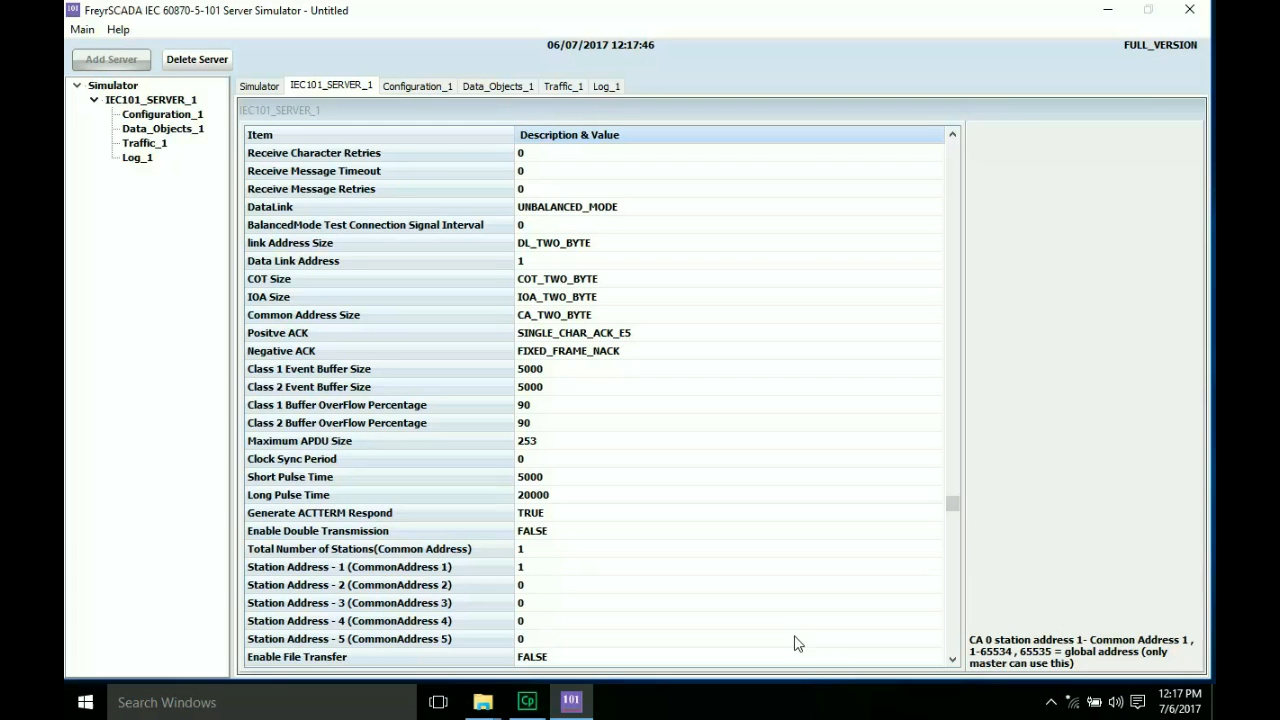 101 FreyrSCADA IEC 60870-5-101 Server Simulator - Untitled
Main Help
06/07/2017 12:17:46
FULL_VERSION
Add Server Delete Server
Simulator
IEC101_SERVER_1
Configuration_1
Data_Objects_1
Traffic_1
Log_1
Simulator IEC101_SERVER_1 Configuration_1 Data_Objects_1 Traffic_1 Log_1
IEC101_SERVER_1
Item Description & Value
Receive Character Retries 0
Receive Message Timeout 0
Receive Message Retries 0
DataLink UNBALANCED_MODE
BalancedMode Test Connection Signal Interval 0
link Address Size DL_TWO_BYTE
Data Link Address 1
COT Size COT_TWO_BYTE
IOA Size IOA_TWO_BYTE
Common Address Size CA_TWO_BYTE
Positve ACK SINGLE_CHAR_ACK_E5
Negative ACK FIXED_FRAME_NACK
Class 1 Event Buffer Size 5000
Class 2 Event Buffer Size 5000
Class 1 Buffer OverFlow Percentage 90
Class 2 Buffer OverFlow Percentage 90
Maximum APDU Size 253
Clock Sync Period 0
Short Pulse Time 5000
Long Pulse Time 20000
Generate ACTTERM Respond TRUE
Enable Double Transmission FALSE
Total Number of Stations(Common Address) 1
Station Address - 1 (CommonAddress 1) 1
Station Address - 2 (CommonAddress 2) 0
Station Address - 3 (CommonAddress 3) 0
Station Address - 4 (CommonAddress 4) 0
Station Address - 5 (CommonAddress 5) 0
Enable File Transfer FALSE
CA 0 station address 1- Common Address 1 ,
1-65534 , 65535 = global address (only
master can use this)
Search Windows
Cp
101
12:17 PM
7/6/2017